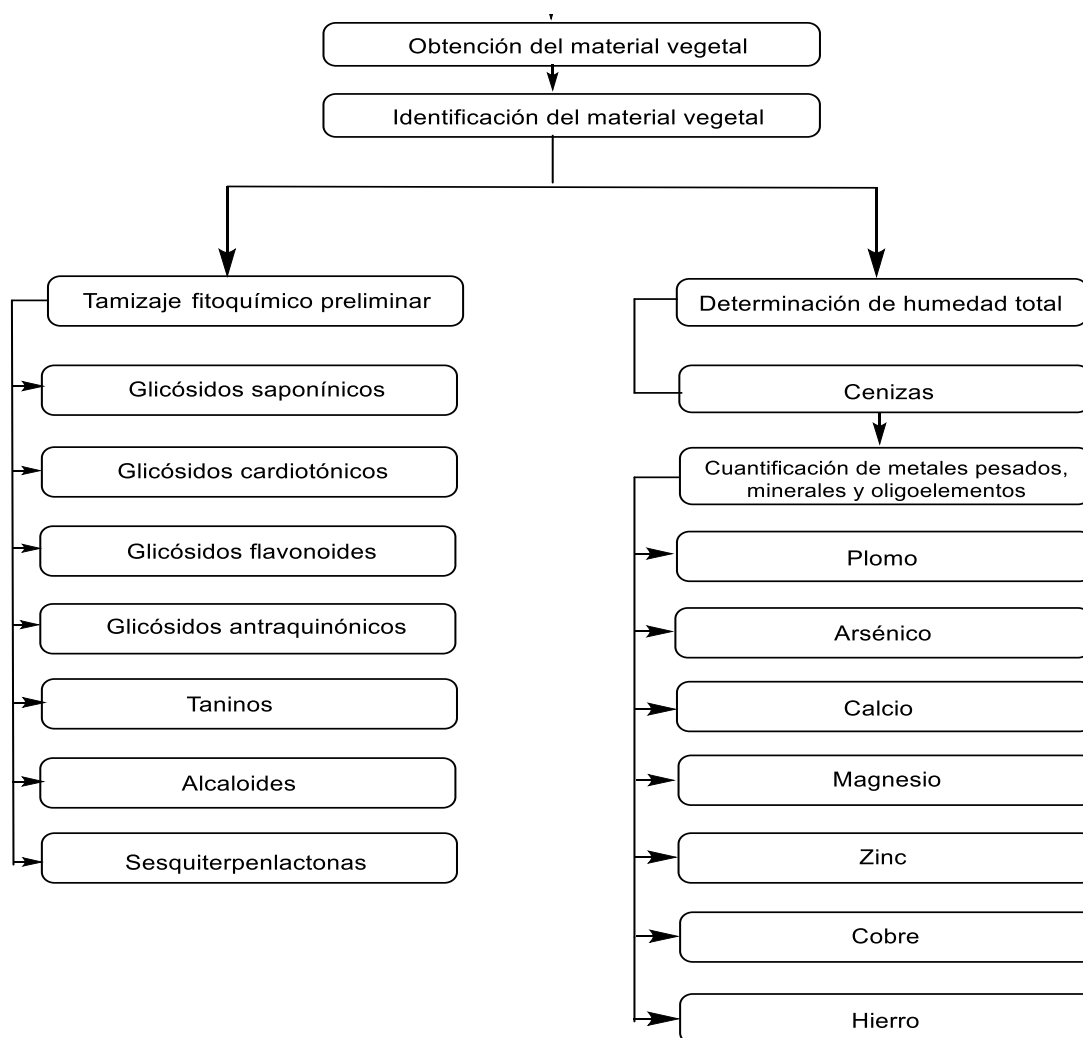 Obtención del material vegetal
Identificación del material vegetal
Tamizaje fitoquímico preliminar
Glicósidos saponínicos
Glicósidos cardiotónicos
Glicósidos flavonoides
Glicósidos antraquinónicos
Taninos
Alcaloides
Sesquiterpenlactonas
Determinación de humedad total
Cenizas
Cuantificación de metales pesados,
minerales y oligoelementos
Plomo
Arsénico
Calcio
Magnesio
Zinc
Cobre
Hierro